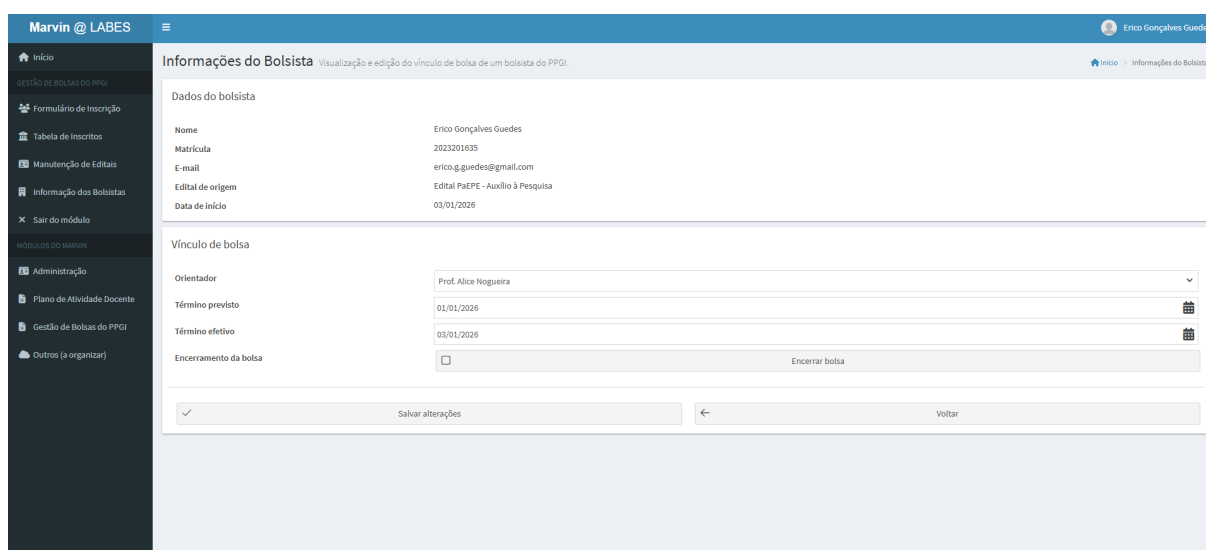 Marvin @ LABES
Erico Gonçalves Guede
Início
GESTÃO DE BOLSAS DO PPGI
Formulário de Inscrição
Tabela de Inscritos
Manutenção de Editais
Informação dos Bolsistas
Sair do módulo
MÓDULOS DO MARVIN
Administração
Plano de Atividade Docente
Gestão de Bolsas do PPGI
Outros (a organizar)
Informações do Bolsista Visualização e edição do vínculo de bolsa de um bolsista do PPGI.
Início > Informações do Bolsista
Dados do bolsista
Nome Erico Gonçalves Guedes
Matrícula 2023201635
E-mail erico.g.guedes@gmail.com
Edital de origem Edital PaEPE - Auxílio à Pesquisa
Data de início 03/01/2026
Vínculo de bolsa
Orientador Prof. Alice Nogueira
Término previsto 01/01/2026
Término efetivo 03/01/2026
Encerramento da bolsa Encerrar bolsa
Salvar alterações Voltar